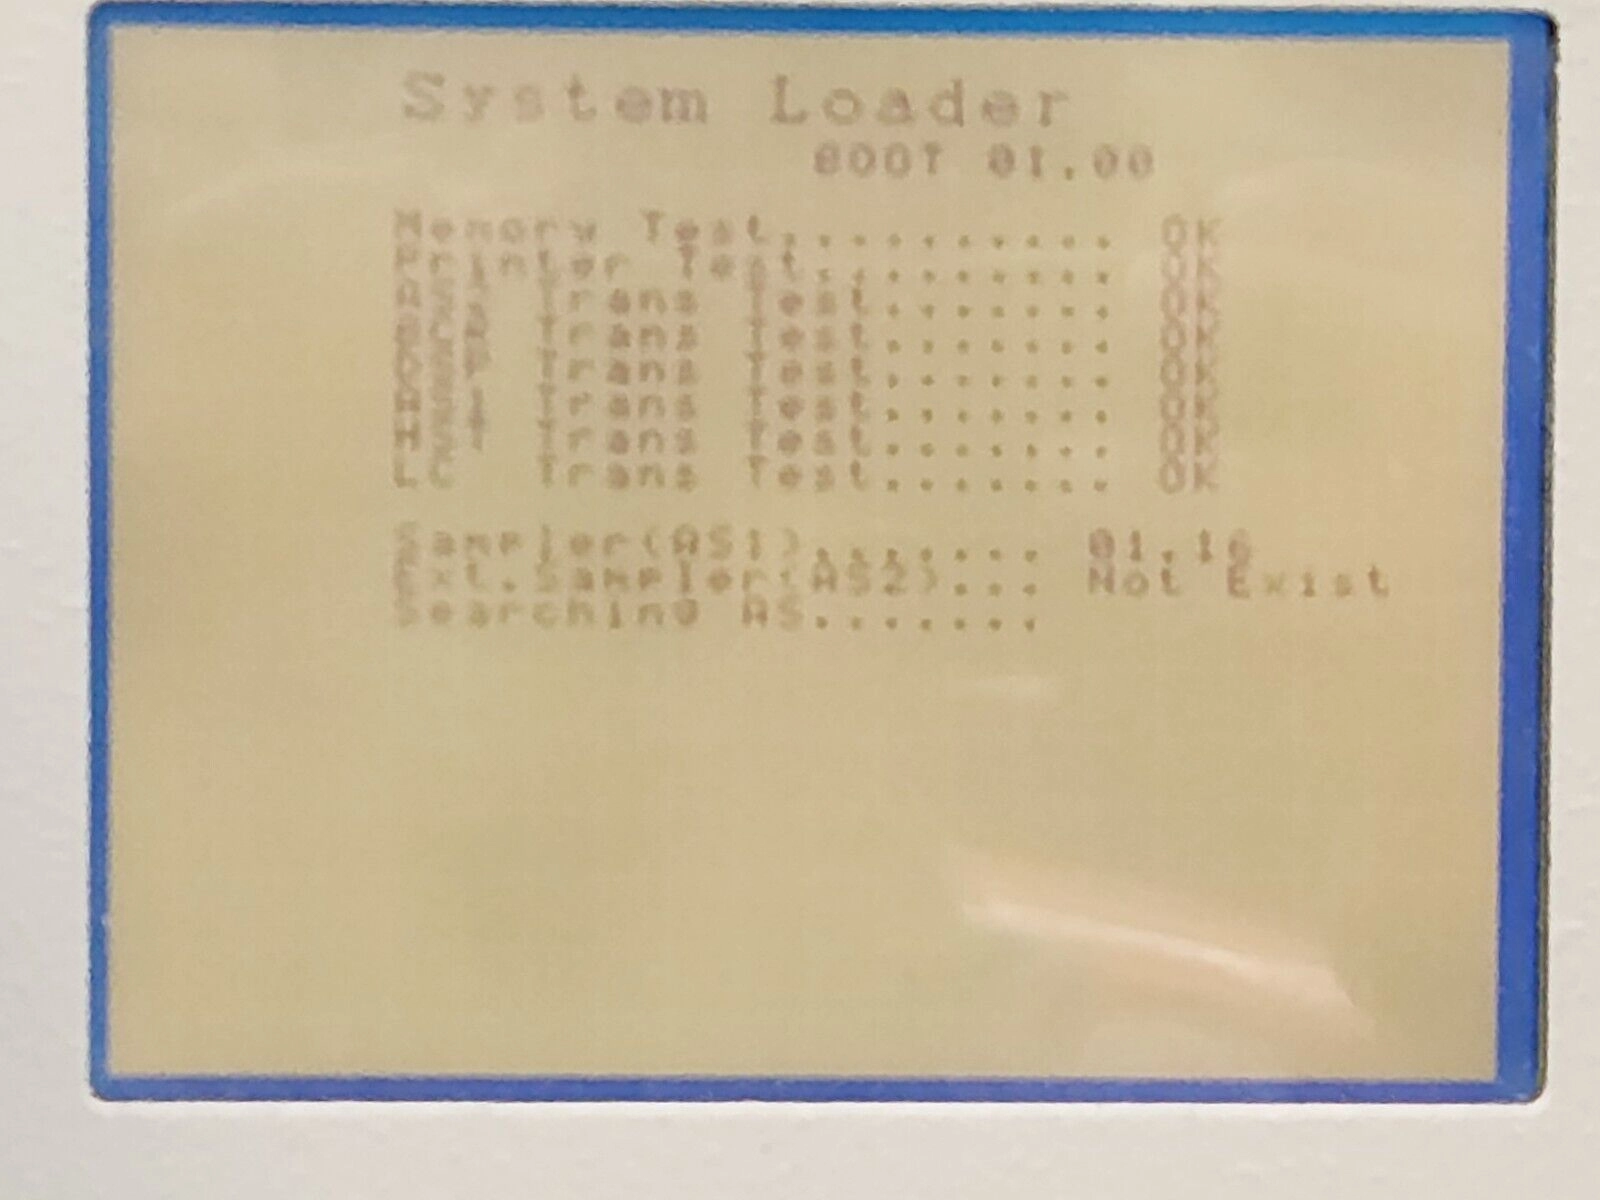 System Loader
BOOT 01.00
Memory Test.......... OK
Printer Test......... OK
Trans Test....... OK
Trans Test....... OK
Trans Test....... OK
Trans Test....... OK
Trans Test....... OK
Trans Test....... OK
Sampler(AS1)....... 01.10
Ext.Sampler(AS2)... Not Exist
Searching AS.......